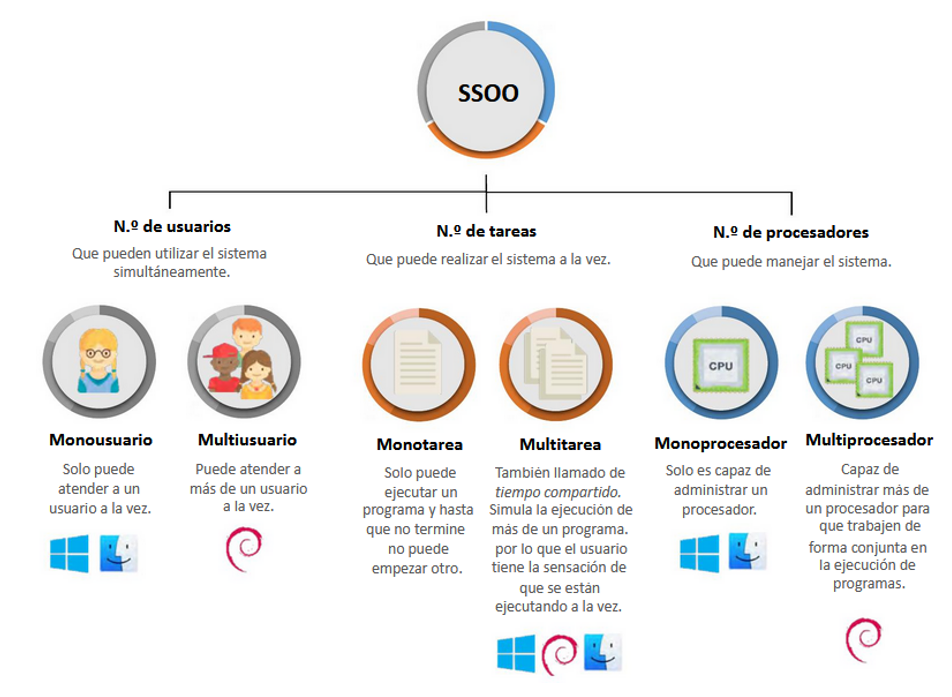 SSOO
N.º de usuarios
Que pueden utilizar el sistema
simultáneamente.
N.º de tareas
Que puede realizar el sistema a la vez.
N.º de procesadores
Que puede manejar el sistema.
Monousuario
Solo puede
atender a un
usuario a la vez.
Multiusuario
Puede atender a
más de un usuario
a la vez.
Monotarea
Solo puede
ejecutar un
programa y hasta
que no termine
no puede
empezar otro.
Multitarea
También llamado de
tiempo compartido.
Simula la ejecución de
más de un programa.
por lo que el usuario
tiene la sensación de
que se están
ejecutando a la vez.
CPU
Monoprocesador
Solo es capaz de
administrar un
procesador.
CPU
CPU
CPU
Multiprocesador
Capaz de
administrar más de
un procesador para
que trabajen de
forma conjunta en
la ejecución de
programas.